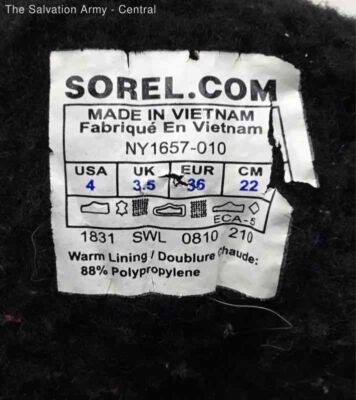 The Salvation Army - Central
SOREL.COM
MADE IN VIETNAM
Fabriqué En Vietnam
NY1657-010
USA UK EUR CM
4 3.5 36 22
ECA-5
1831 SWL 0810 210
Warm Lining / Doublure Chaude:
88% Polypropylene